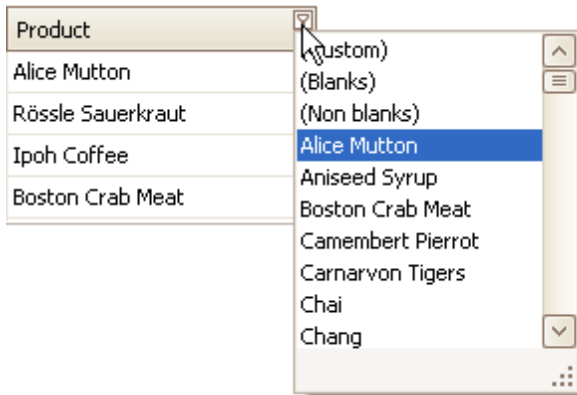 Product
Alice Mutton
Rössle Sauerkraut
Ipoh Coffee
Boston Crab Meat
(Custom)
(Blanks)
(Non blanks)
Alice Mutton
Aniseed Syrup
Boston Crab Meat
Camembert Pierrot
Carnarvon Tigers
Chai
Chang